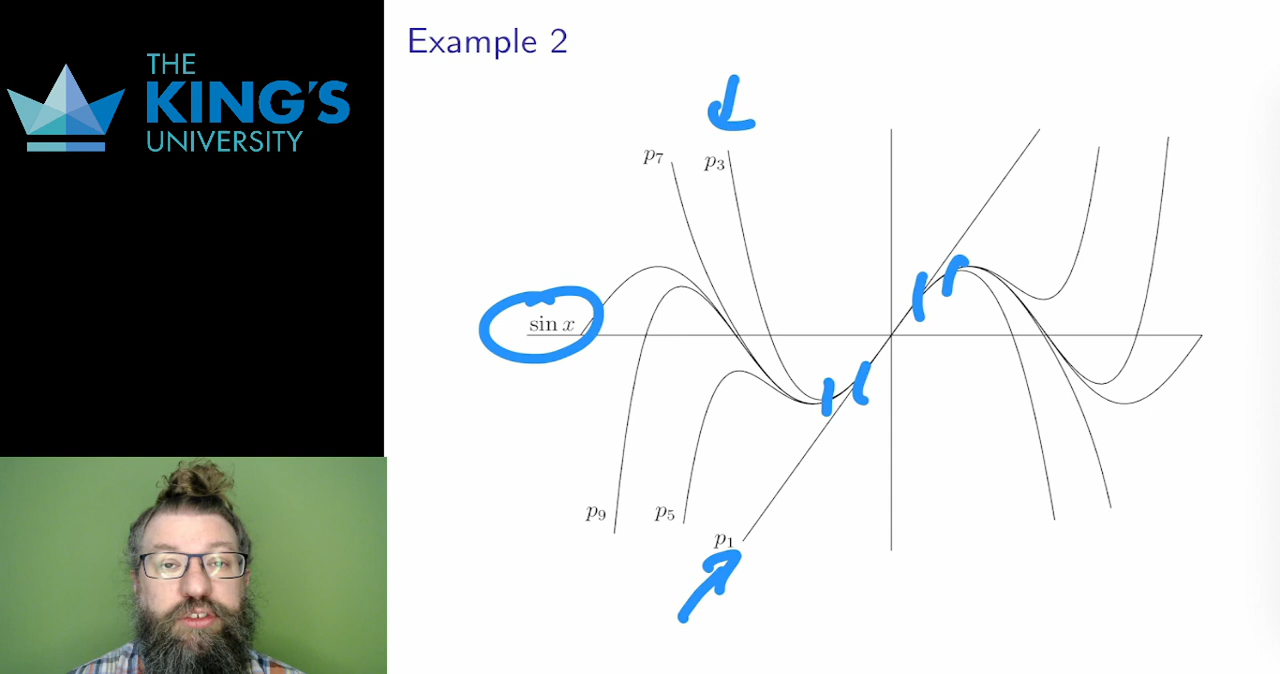 THE
KING'S
UNIVERSITY
Example 2
p₇
p₃
sin x
p₉
p₅
p₁